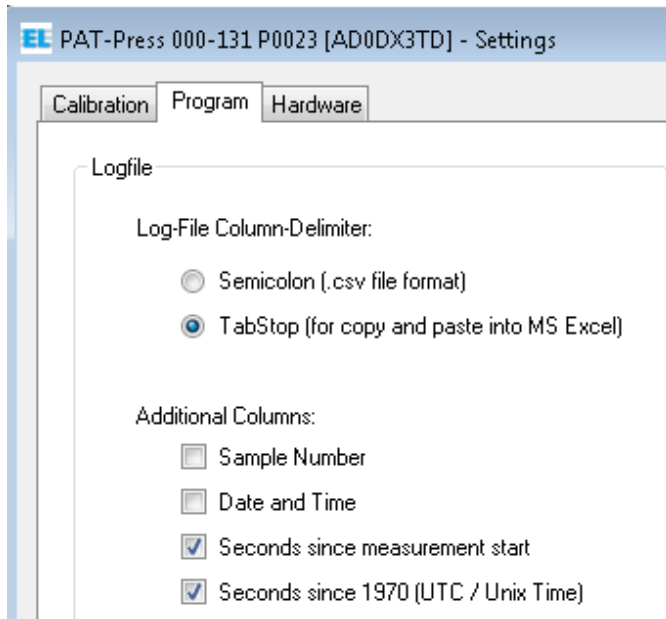 EL PAT-Press 000-131 P0023 [AD0DX3TD] - Settings
Calibration Program Hardware
Logfile
Log-File Column-Delimiter:
Semicolon (.csv file format)
TabStop (for copy and paste into MS Excel)
Additional Columns:
Sample Number
Date and Time
Seconds since measurement start
Seconds since 1970 (UTC / Unix Time)